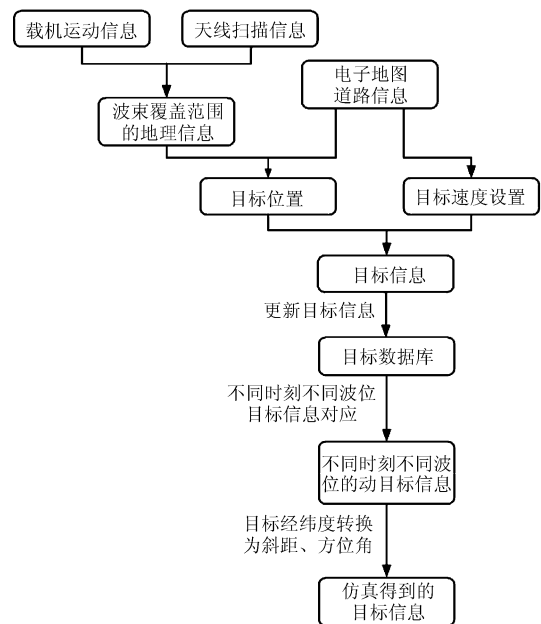 载机运动信息
天线扫描信息
电子地图
道路信息
波束覆盖范围
的地理信息
目标位置
目标速度设置
目标信息
更新目标信息
目标数据库
不同时刻不同波位
目标信息对应
不同时刻不同波
位的动目标信息
目标经纬度转换
为斜距、方位角
仿真得到的
目标信息